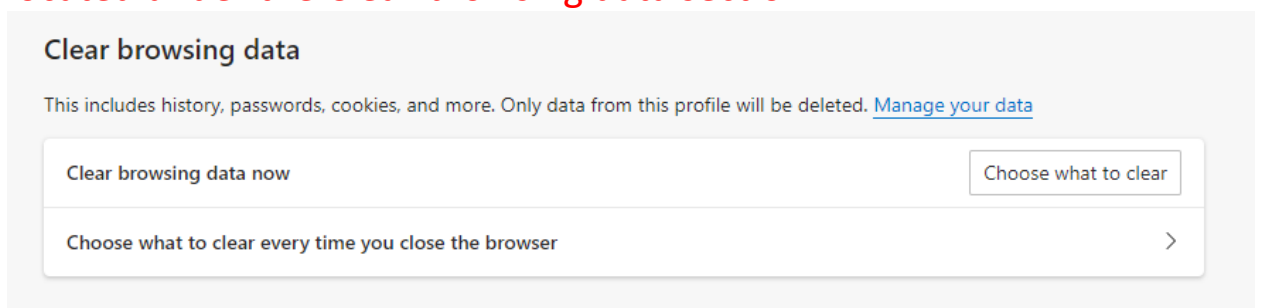 Clear browsing data
This includes history, passwords, cookies, and more. Only data from this profile will be deleted. Manage your data
Clear browsing data now
Choose what to clear
Choose what to clear every time you close the browser